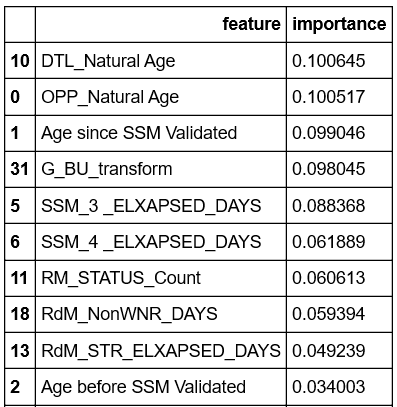 feature importance
10 DTL_Natural Age 0.100645
0 OPP_Natural Age 0.100517
1 Age since SSM Validated 0.099046
31 G_BU_transform 0.098045
5 SSM_3 _ELXAPSED_DAYS 0.088368
6 SSM_4 _ELXAPSED_DAYS 0.061889
11 RM_STATUS_Count 0.060613
18 RdM_NonWNR_DAYS 0.059394
13 RdM_STR_ELXAPSED_DAYS 0.049239
2 Age before SSM Validated 0.034003